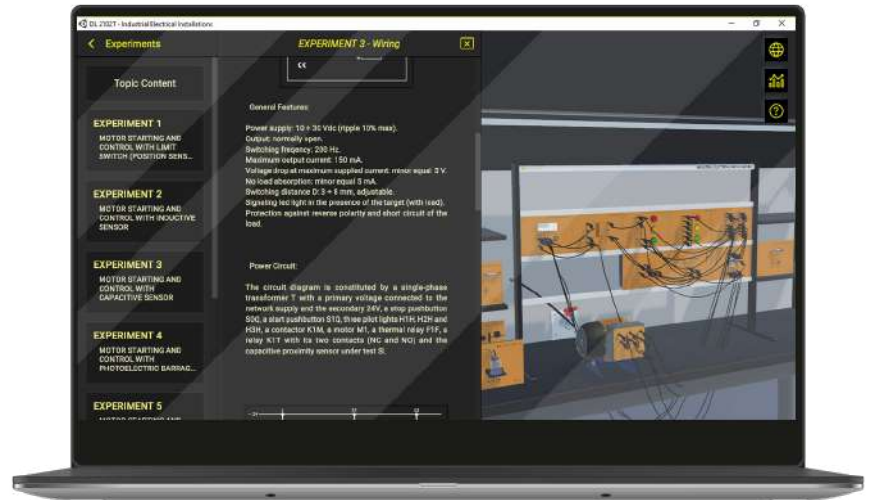 DL 2102T - Industrial Electrical Installations
Experiments
EXPERIMENT 3 - Wiring
Topic Content
EXPERIMENT 1
MOTOR STARTING AND
CONTROL WITH LIMIT
SWITCH (POSITION SENS...
EXPERIMENT 2
MOTOR STARTING AND
CONTROL WITH INDUCTIVE
SENSOR
EXPERIMENT 3
MOTOR STARTING AND
CONTROL WITH
CAPACITIVE SENSOR
EXPERIMENT 4
MOTOR STARTING AND
CONTROL WITH
PHOTOELECTRIC BARRAG...
EXPERIMENT 5
General Features:
Power supply: 10 ÷ 30 Vdc (ripple 10% max).
Output: normally open.
Switching freqency: 200 Hz.
Maximum output current: 150 mA.
Voltage drop at maximum supplied current: minor equal 3 V.
No load absorption: minor equal 5 mA.
Switching distance D: 3 ÷ 8 mm, adjustable.
Signaling led light in the presence of the target (with load).
Protection against reverse polarity and short circuit of the
load.
Power Circuit:
The circuit diagram is constituted by a single-phase
transformer T with a primary voltage connected to the
network supply and the secondary 24V, a stop pushbutton
S0Q, a start pushbutton S1Q, three pilot lights H1H, H2H and
H3H, a contactor K1M, a motor M1, a thermal relay F1F, a
relay K1T with its two contacts (NC and NO) and the
capacitive proximity sensor under test SI.